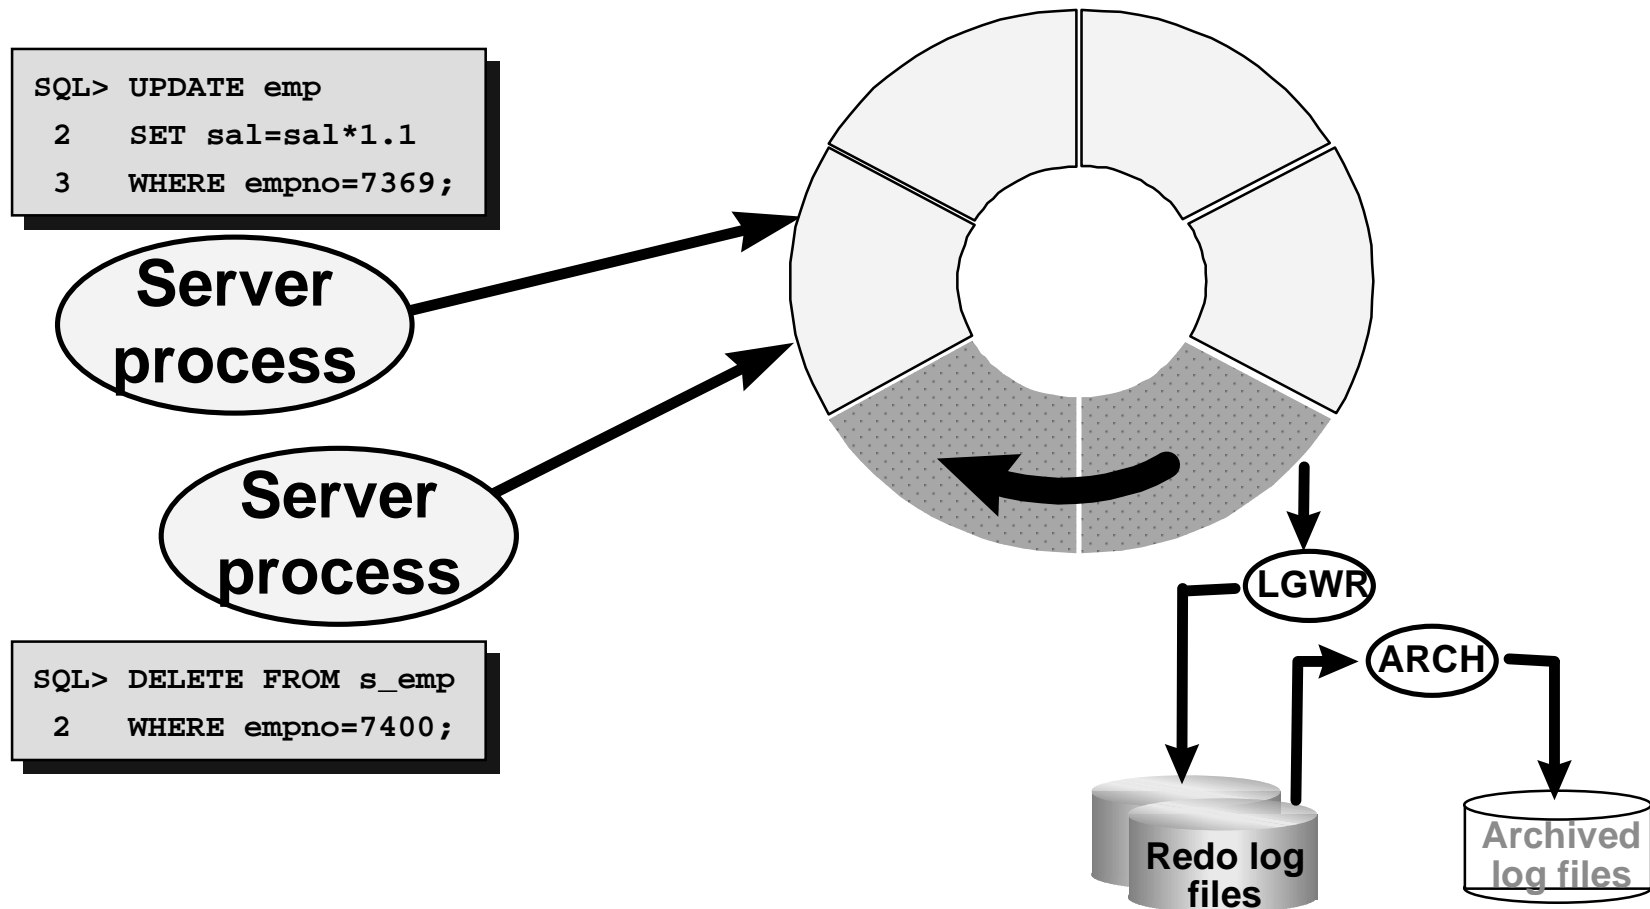 SQL> UPDATE emp
2 SET sal=sal*1.1
3 WHERE empno=7369;
Server
process
Server
process
SQL> DELETE FROM s_emp
2 WHERE empno=7400;
LGWR
ARCH
Redo log
files
Archived
log files